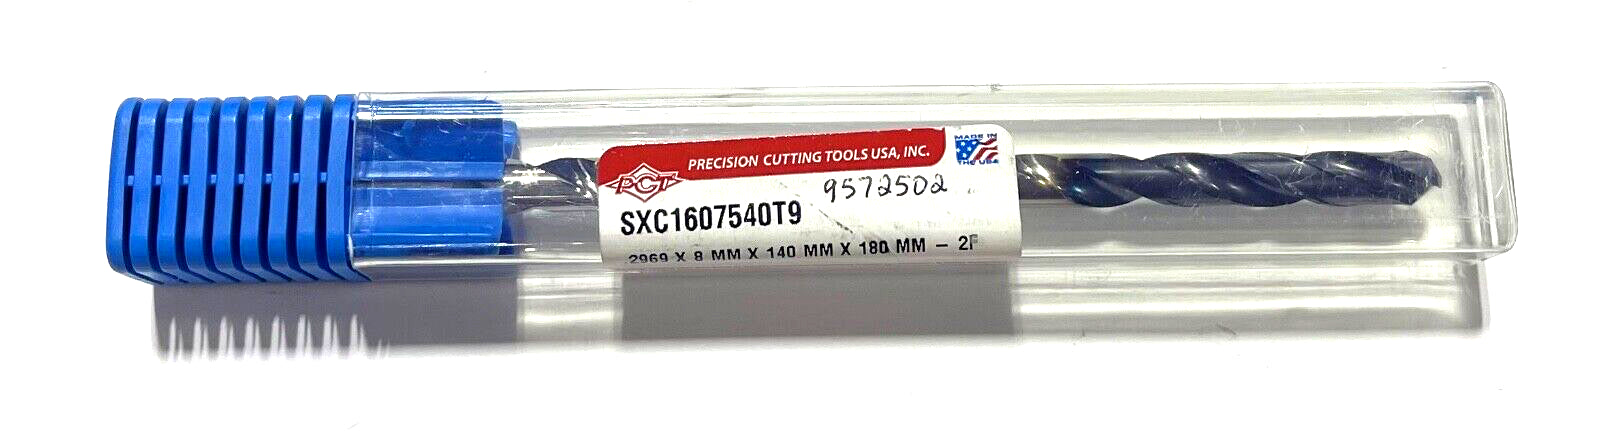 PCT
PRECISION CUTTING TOOLS USA, INC.
MADE IN
THE USA
9572502
SXC1607540T9
2969 X 8 MM X 140 MM X 180 MM – 2F